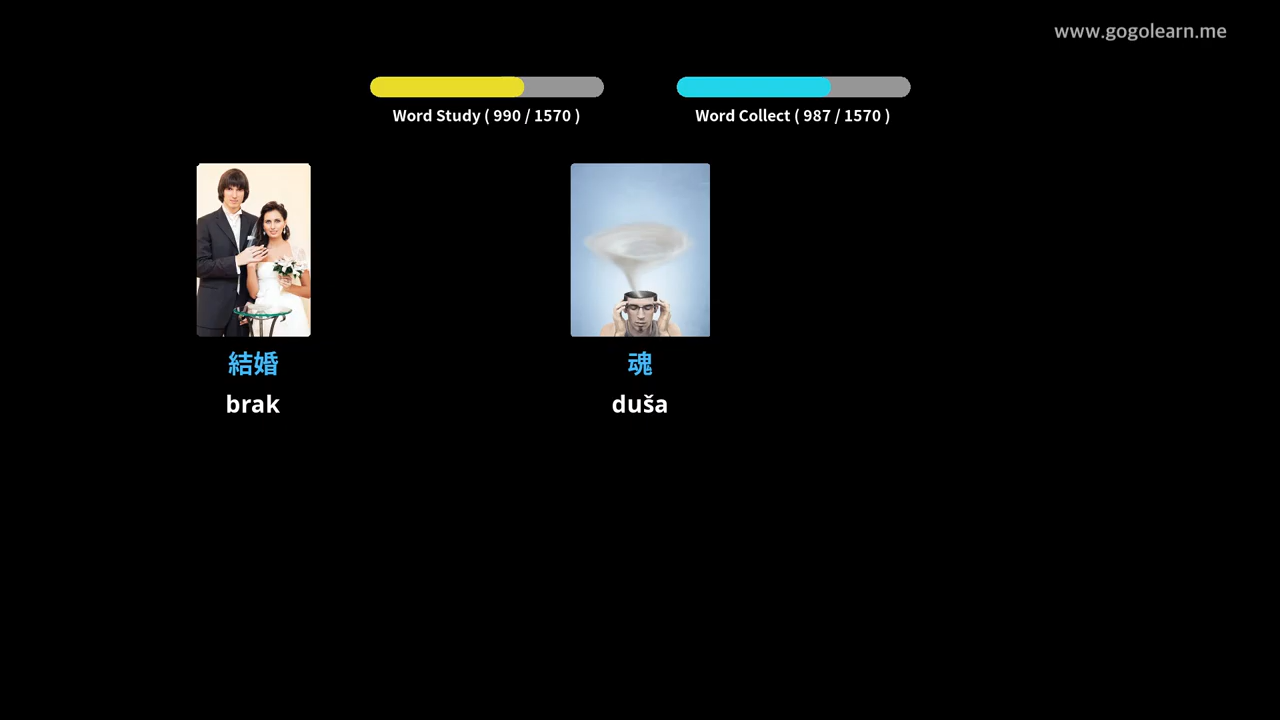 www.gogolearn.me
Word Study ( 990 / 1570 )
Word Collect ( 987 / 1570 )
結婚
brak
魂
duša